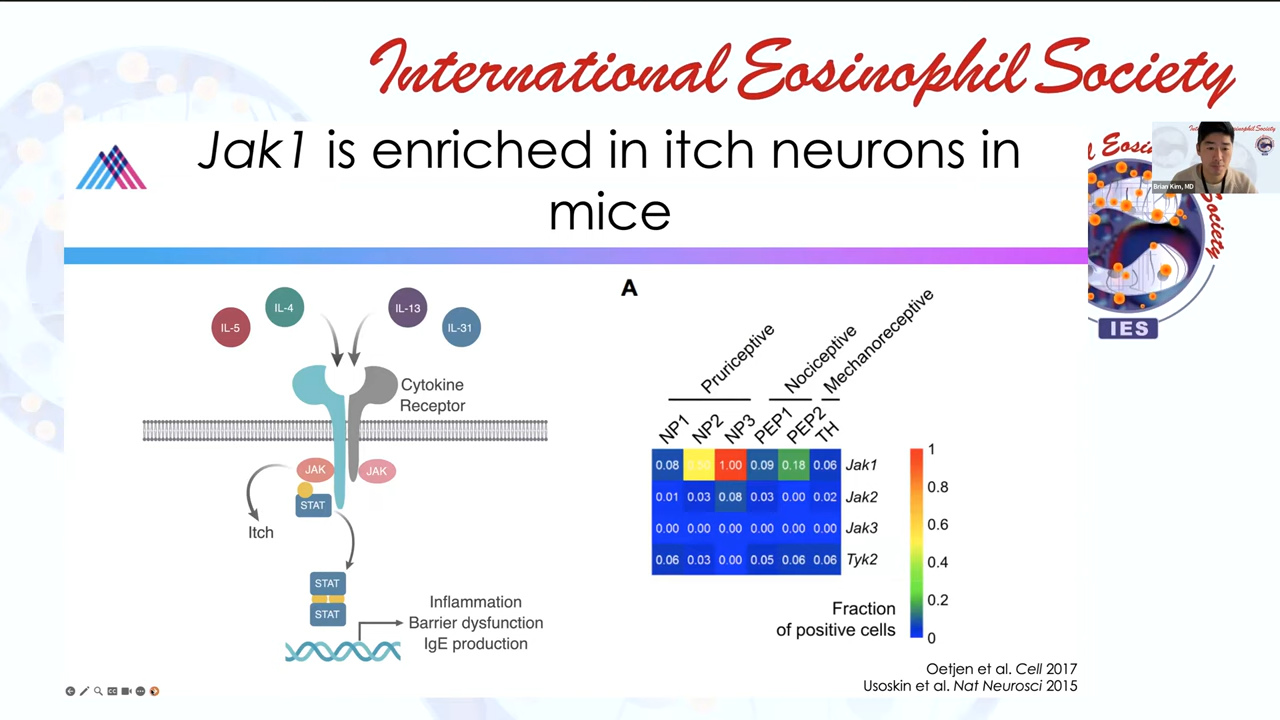 International Eosinophil Society
Jak1 is enriched in itch neurons in
mice
Brian Kim, MD
IES
IL-5
IL-4
IL-13
IL-31
Cytokine
Receptor
JAK
JAK
STAT
Itch
STAT
STAT
Inflammation
Barrier dysfunction
IgE production
A
Pruriceptive
Nociceptive
Mechanoreceptive
NP1 NP2 NP3 PEP1 PEP2 TH
0.08 1.00 0.09 0.18 0.06 Jak1
0.01 0.03 0.08 0.03 0.00 0.02 Jak2
0.00 0.00 0.00 0.00 0.00 0.00 Jak3
0.06 0.03 0.00 0.05 0.06 0.06 Tyk2
1
0.8
0.6
0.4
0.2
0
Fraction
of positive cells
Oetjen et al. Cell 2017
Usoskin et al. Nat Neurosci 2015